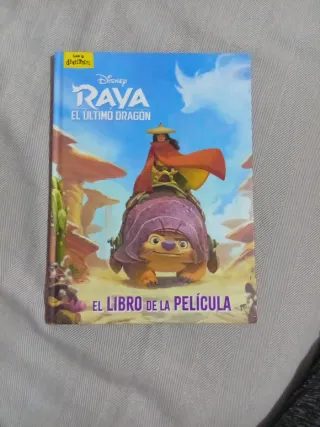 Disney
RAYA
EL ÚLTIMO DRAGÓN
EL LIBRO DE LA PELÍCULA